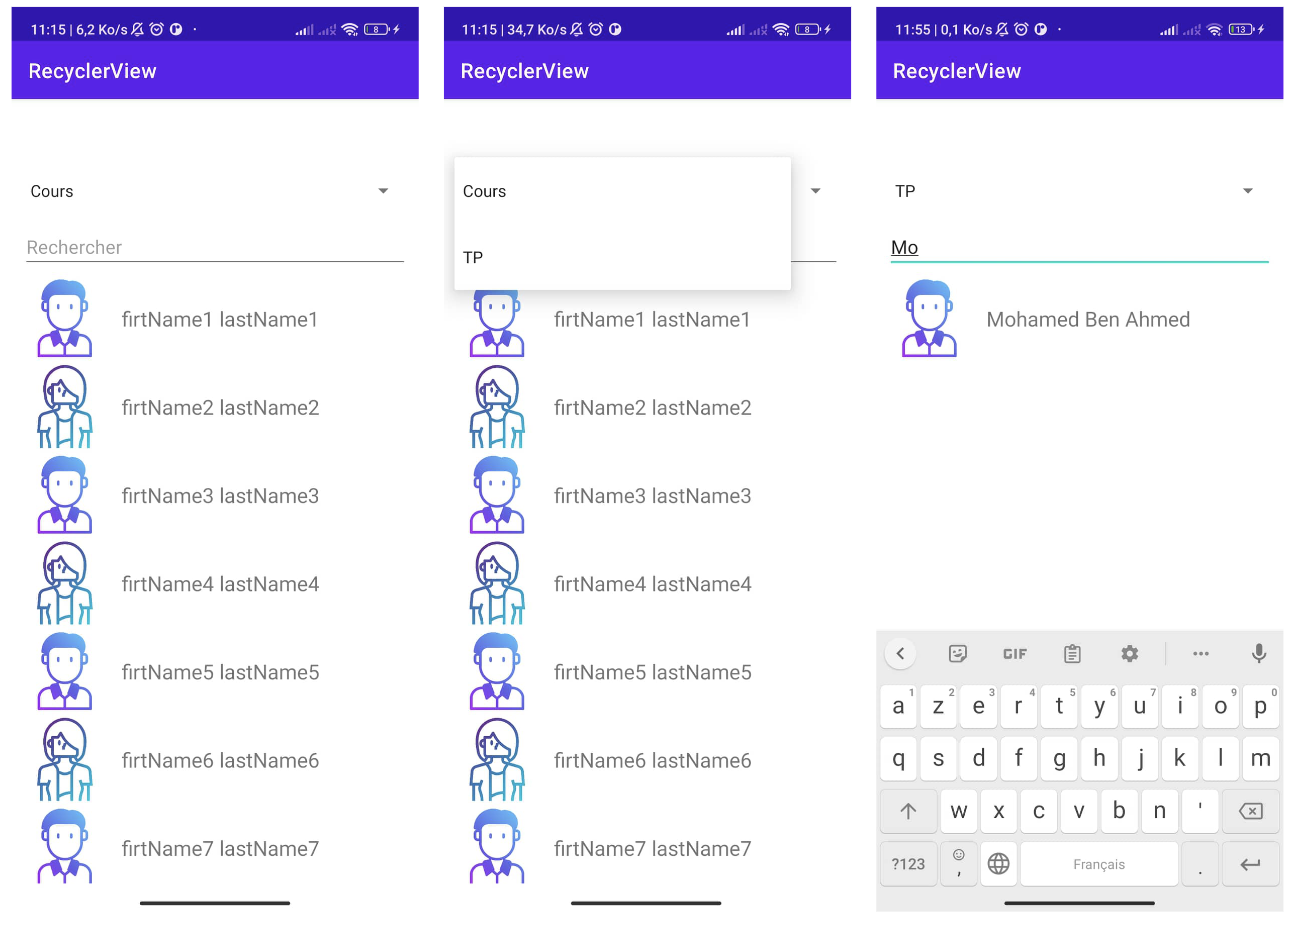 11:15 | 6,2 Ko/s
8
RecyclerView
Cours
Rechercher
firtName1 lastName1
firtName2 lastName2
firtName3 lastName3
firtName4 lastName4
firtName5 lastName5
firtName6 lastName6
firtName7 lastName7
11:15 | 34,7 Ko/s
8
RecyclerView
Cours
TP
firtName1 lastName1
firtName2 lastName2
firtName3 lastName3
firtName4 lastName4
firtName5 lastName5
firtName6 lastName6
firtName7 lastName7
11:55 | 0,1 Ko/s
13
RecyclerView
TP
Mo
Mohamed Ben Ahmed
GIF
a 1 z 2 e 3 r 4 t 5 y 6 u 7 i 8 o 9 p 0
q s d f g h j k l m
w x c v b n '
?123 , Français .